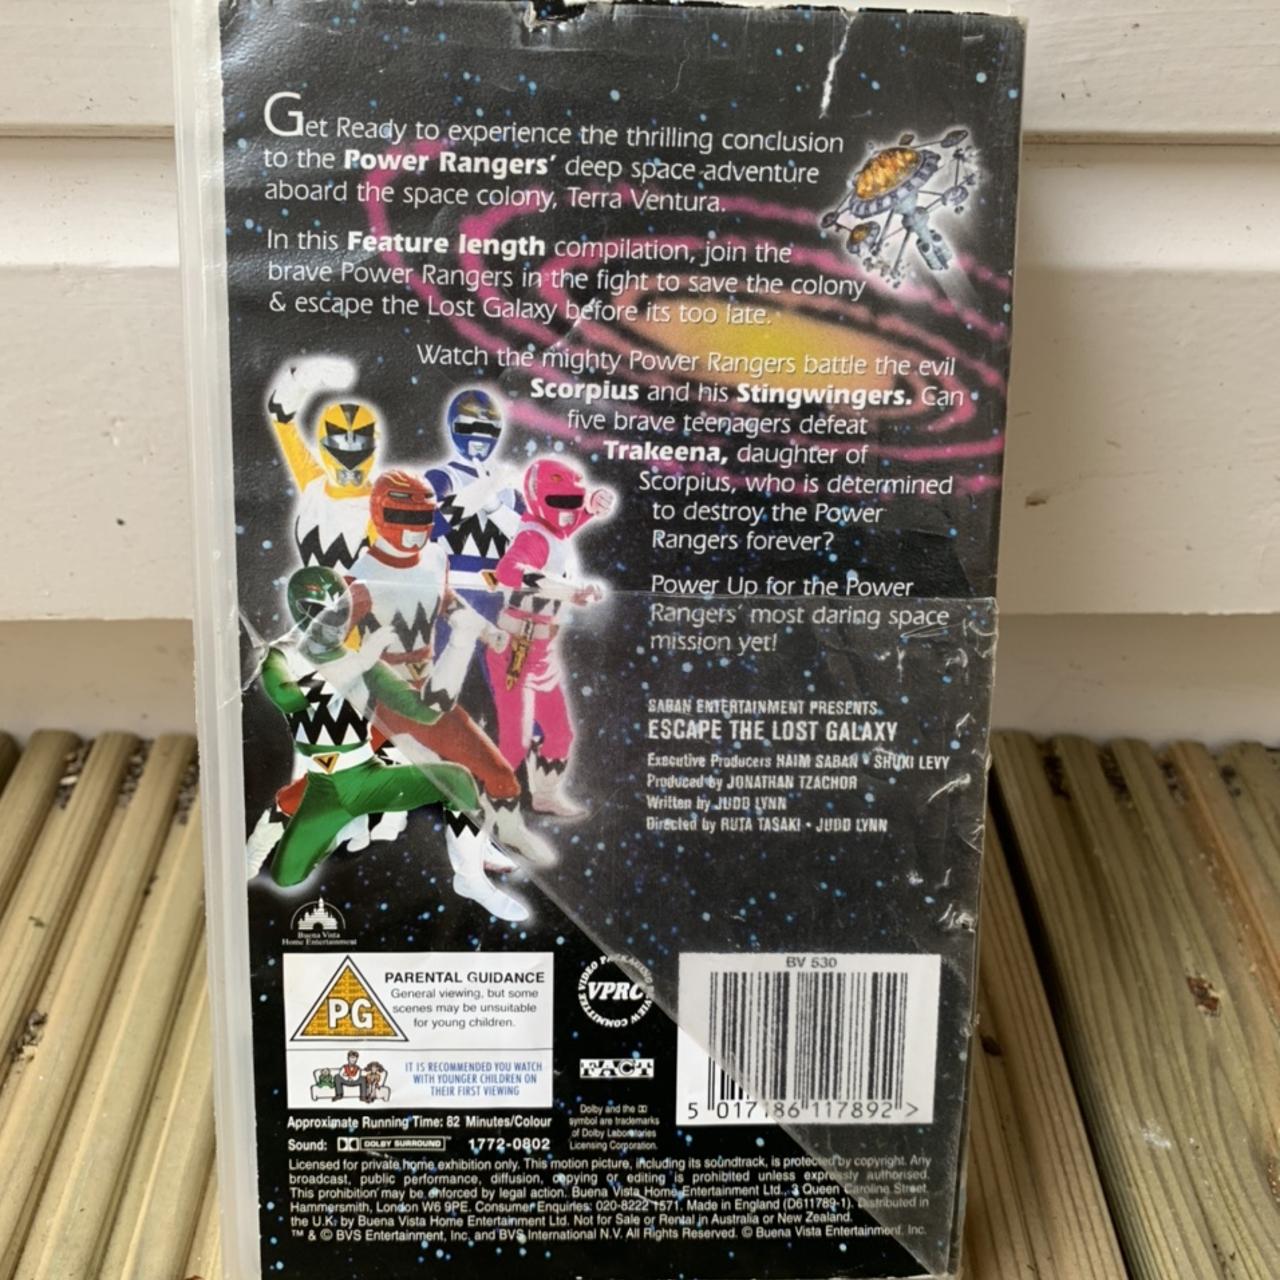 Get Ready to experience the thrilling conclusion
to the Power Rangers' deep space adventure
aboard the space colony, Terra Ventura.
In this Feature length compilation, join the
brave Power Rangers in the fight to save the colony
& escape the Lost Galaxy before its too late.
Watch the mighty Power Rangers battle the evil
Scorpius and his Stingwingers. Can
five brave teenagers defeat
Trakeena, daughter of
Scorpius, who is determined
to destroy the Power
Rangers forever?
Power Up for the Power
Rangers' most daring space
mission yet!
SABAN ENTERTAINMENT PRESENTS
ESCAPE THE LOST GALAXY
Executive Producers HAIM SABAN • SHUKI LEVY
Produced by JONATHAN TZACHOR
Written by JUDD LYNN
Directed by RUTA TASAKI • JUDD LYNN
Buena Vista
Home Entertainment
PG
PARENTAL GUIDANCE
General viewing, but some
scenes may be unsuitable
for young children.
IT IS RECOMMENDED YOU WATCH
WITH YOUNGER CHILDREN ON
THEIR FIRST VIEWING
VIDEO PACKAGING REVIEW COMMITTEE
VPRC
FACT
BV 530
5 017186 117892 >
Approximate Running Time: 82 Minutes/Colour
Sound: DOLBY SURROUND 1772-0802
Dolby and the
symbol are trademarks
of Dolby Laboratories
Licensing Corporation.
Licensed for private home exhibition only. This motion picture, including its soundtrack, is protected by copyright. Any
broadcast, public performance, diffusion, copying or editing is prohibited unless expressly authorised.
This prohibition may be enforced by legal action. Buena Vista Home Entertainment Ltd., 3 Queen Caroline Street,
Hammersmith, London W6 9PE. Consumer Enquiries: 020-8222 1571. Made in England (D611789-1). Distributed in
the U.K. by Buena Vista Home Entertainment Ltd. Not for Sale or Rental in Australia or New Zealand.
™ & © BVS Entertainment, Inc. and BVS International N.V. All Rights Reserved. © Buena Vista Entertainment, Inc.